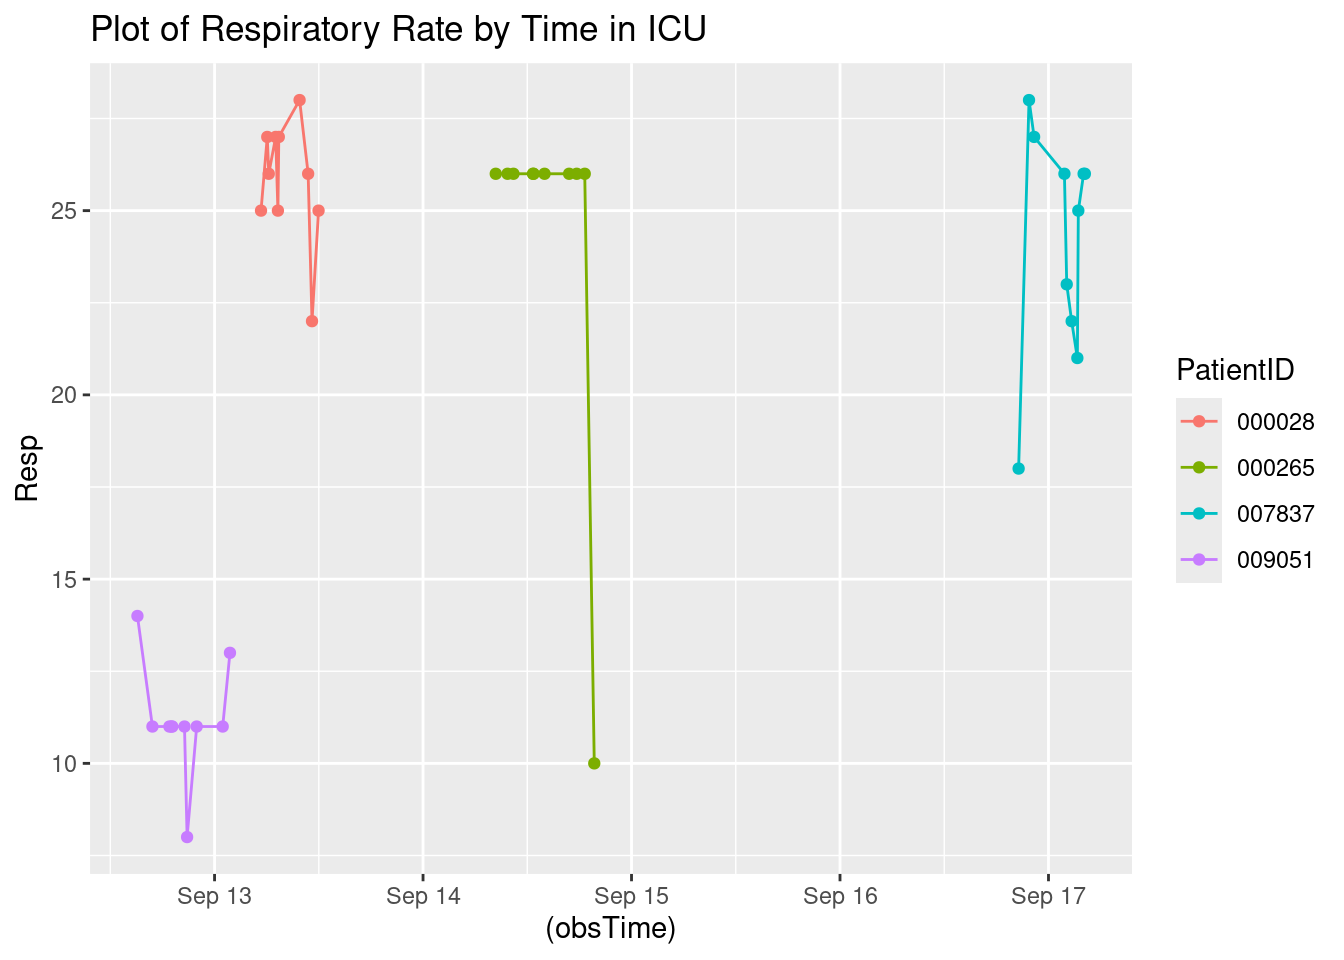 Plot of Respiratory Rate by Time in ICU
Resp
25
20
15
10
Sep 13 Sep 14 Sep 15 Sep 16 Sep 17
(obsTime)
PatientID
000028
000265
007837
009051